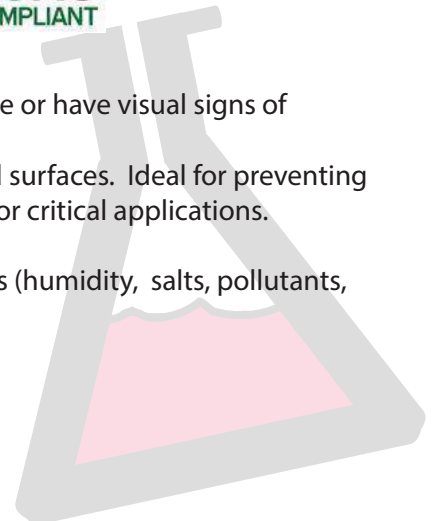 MPLIANT
e or have visual signs of
surfaces. Ideal for preventing
or critical applications.
s (humidity, salts, pollutants,